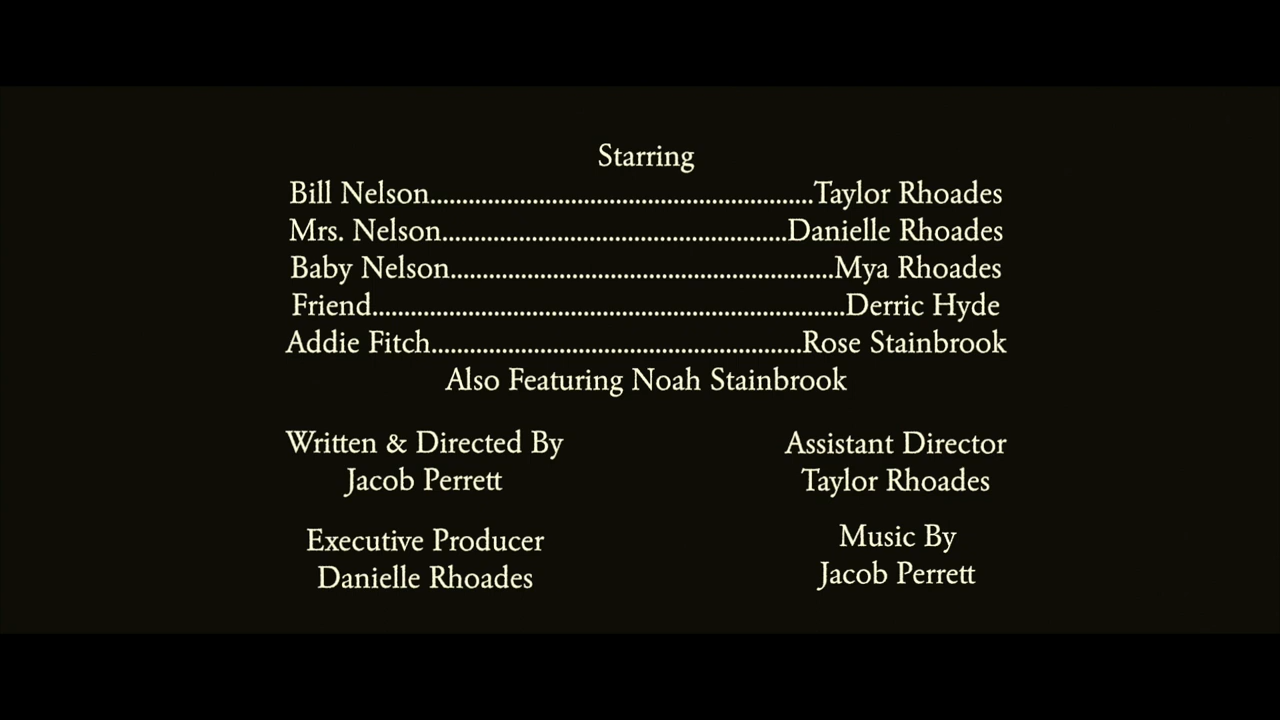 Starring
Bill Nelson..............................................................Taylor Rhoades
Mrs. Nelson........................................................Danielle Rhoades
Baby Nelson..............................................................Mya Rhoades
Friend............................................................................Derric Hyde
Addie Fitch............................................................Rose Stainbrook
Also Featuring Noah Stainbrook
Written & Directed By
Jacob Perrett
Assistant Director
Taylor Rhoades
Executive Producer
Danielle Rhoades
Music By
Jacob Perrett